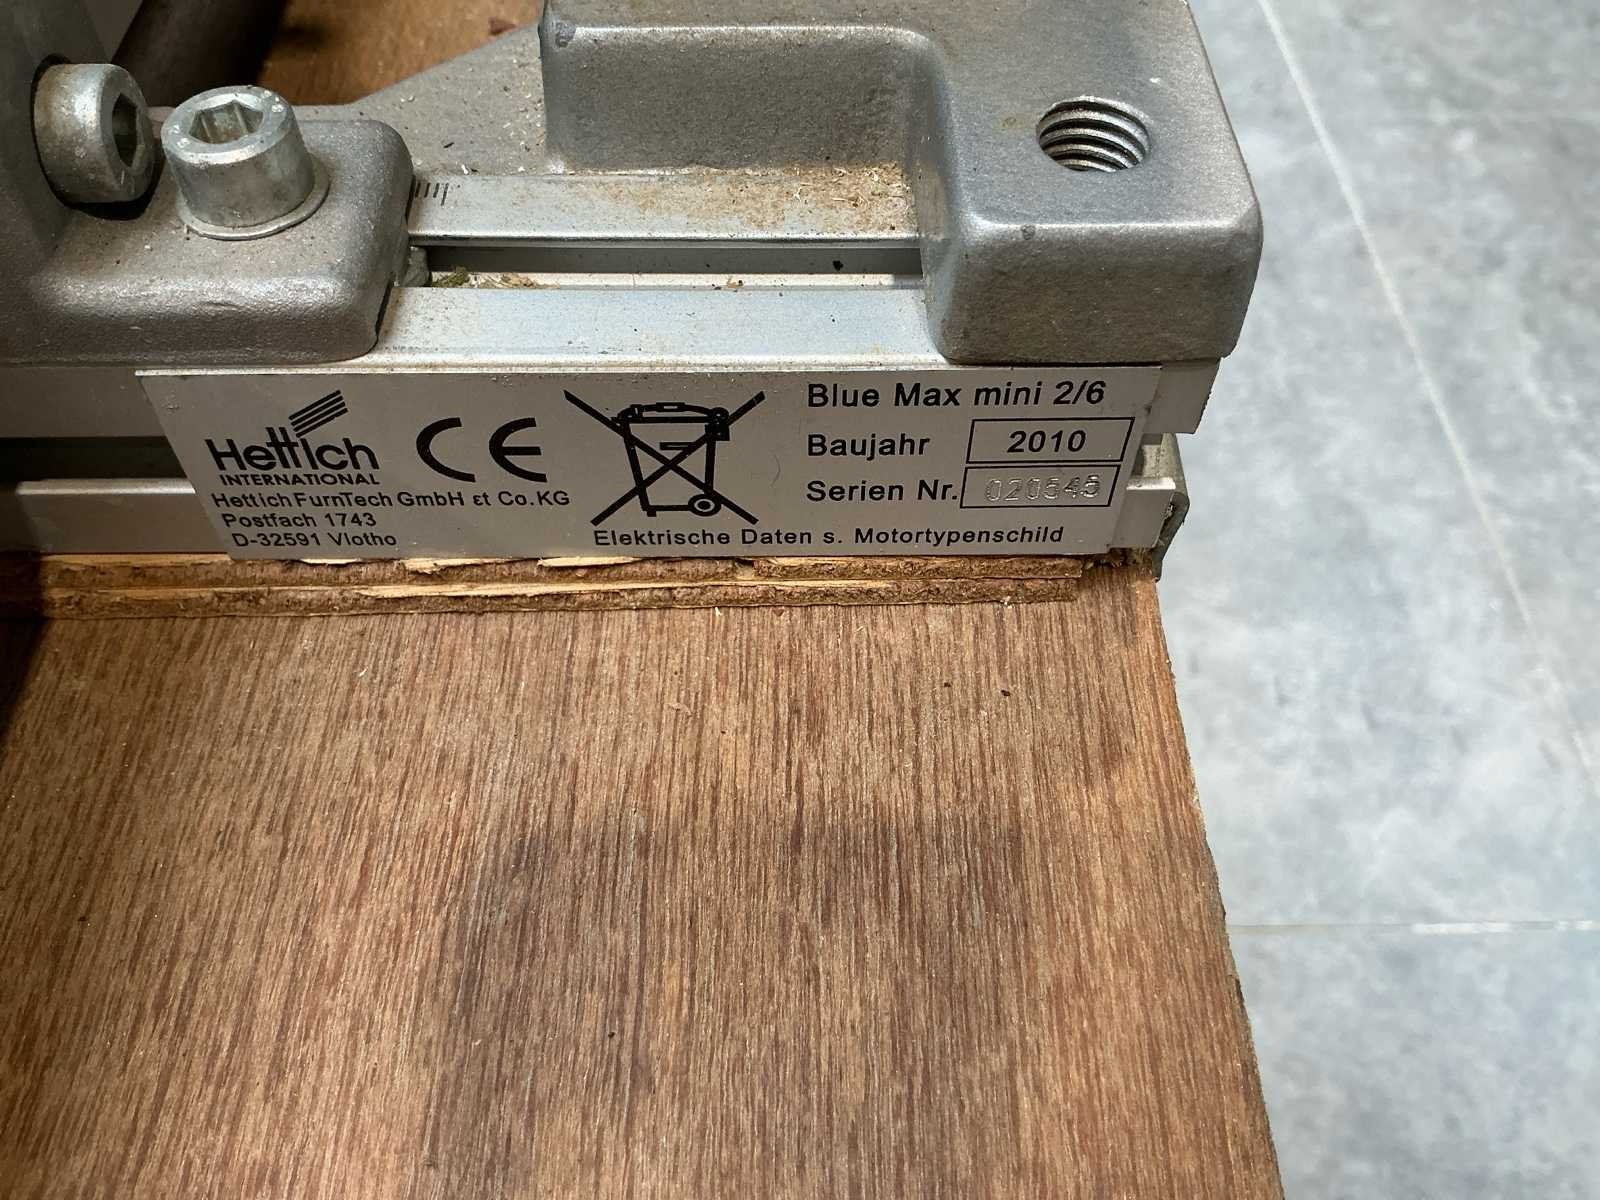 Hettich
INTERNATIONAL
Hettich FurnTech GmbH & Co. KG
Postfach 1743
D-32591 Vlotho
CE
Blue Max mini 2/6
Baujahr 2010
Serien Nr. 020545
Elektrische Daten s. Motortypenschild